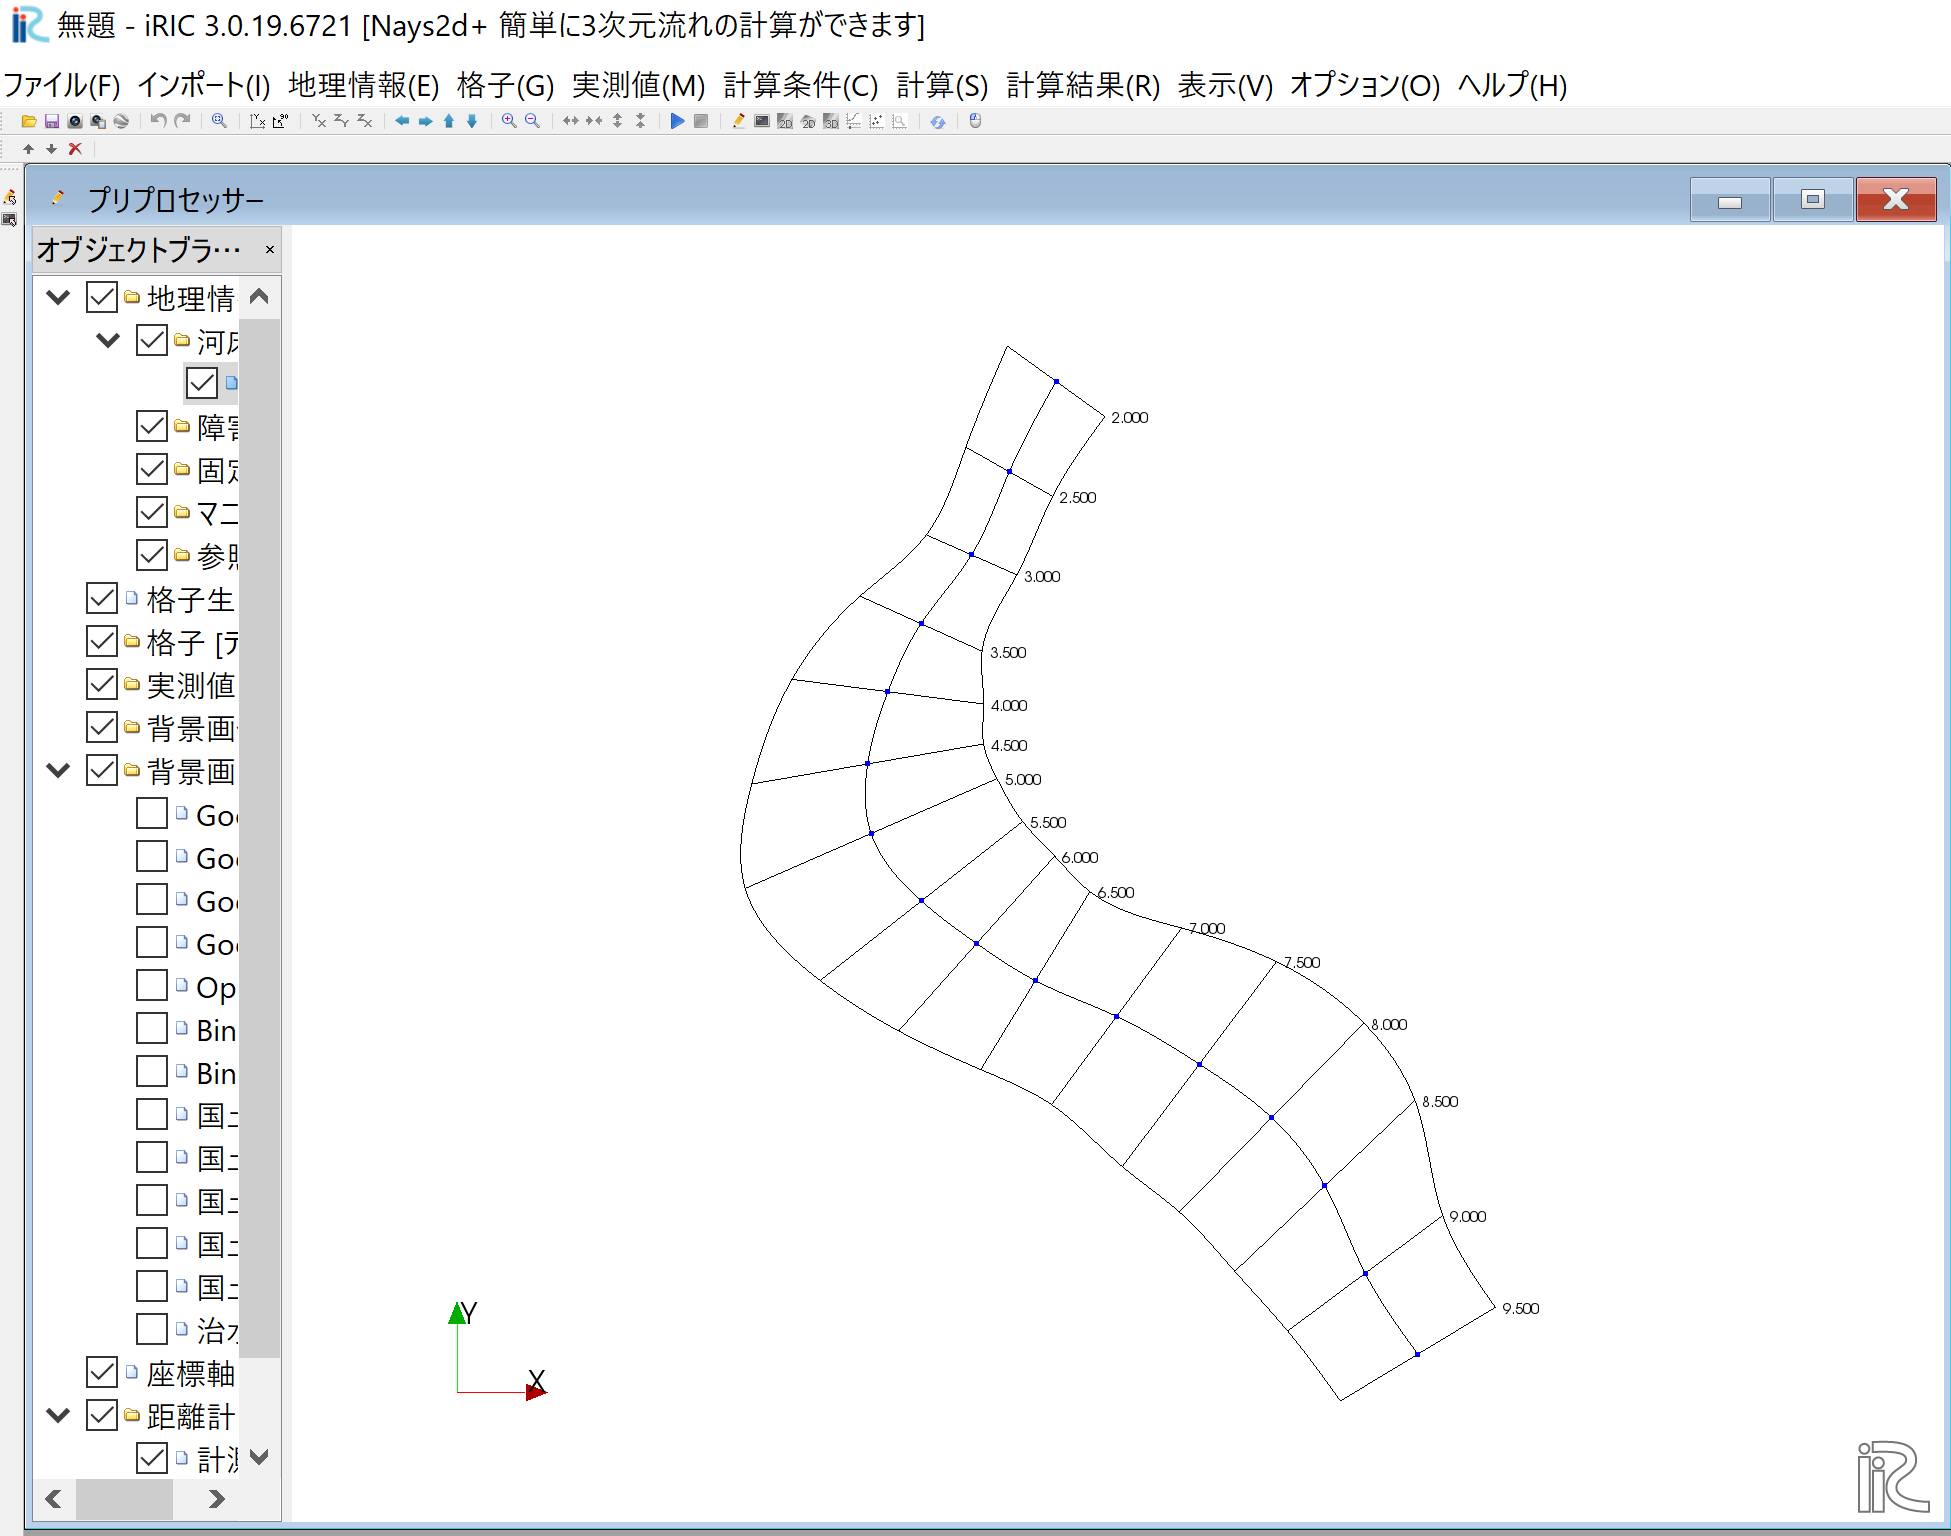 無題 - iRIC 3.0.19.6721 [Nays2d+ 簡単に3次元流れの計算ができます]
ファイル(F) インポート(I) 地理情報(E) 格子(G) 実測値(M) 計算条件(C) 計算(S) 計算結果(R) 表示(V) オプション(O) ヘルプ(H)
プリプロセッサー
オブジェクトブラ…
地理情
河床
障害
固定
マニ
参照
格子生
格子 [デ
実測値
背景画
背景画
Goo
Goo
Goo
Goo
Op
Bin
Bin
国土
国土
国土
国土
国土
治水
座標軸
距離計
計測
2.000
2.500
3.000
3.500
4.000
4.500
5.000
5.500
6.000
6.500
7.000
7.500
8.000
8.500
9.000
9.500
Y
X
iRIC